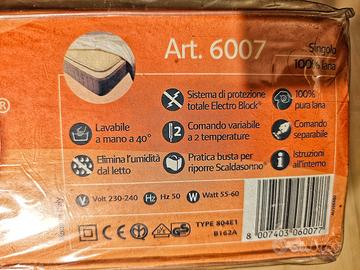 Art. 6007
Singolo
100% lana
Sistema di protezione
totale Electro Block®
100%
pura lana
Lavabile
a mano a 40°
2
Comando variabile
a 2 temperature
Comando
separabile
Elimina l'umidità
dal letto
Pratica busta per
riporre Scaldasonno®
Istruzioni
all'interno
V Volt 230-240
Hz Hz 50
W Watt 55-60
TYPE 804E1
B162A
8 007403 060077